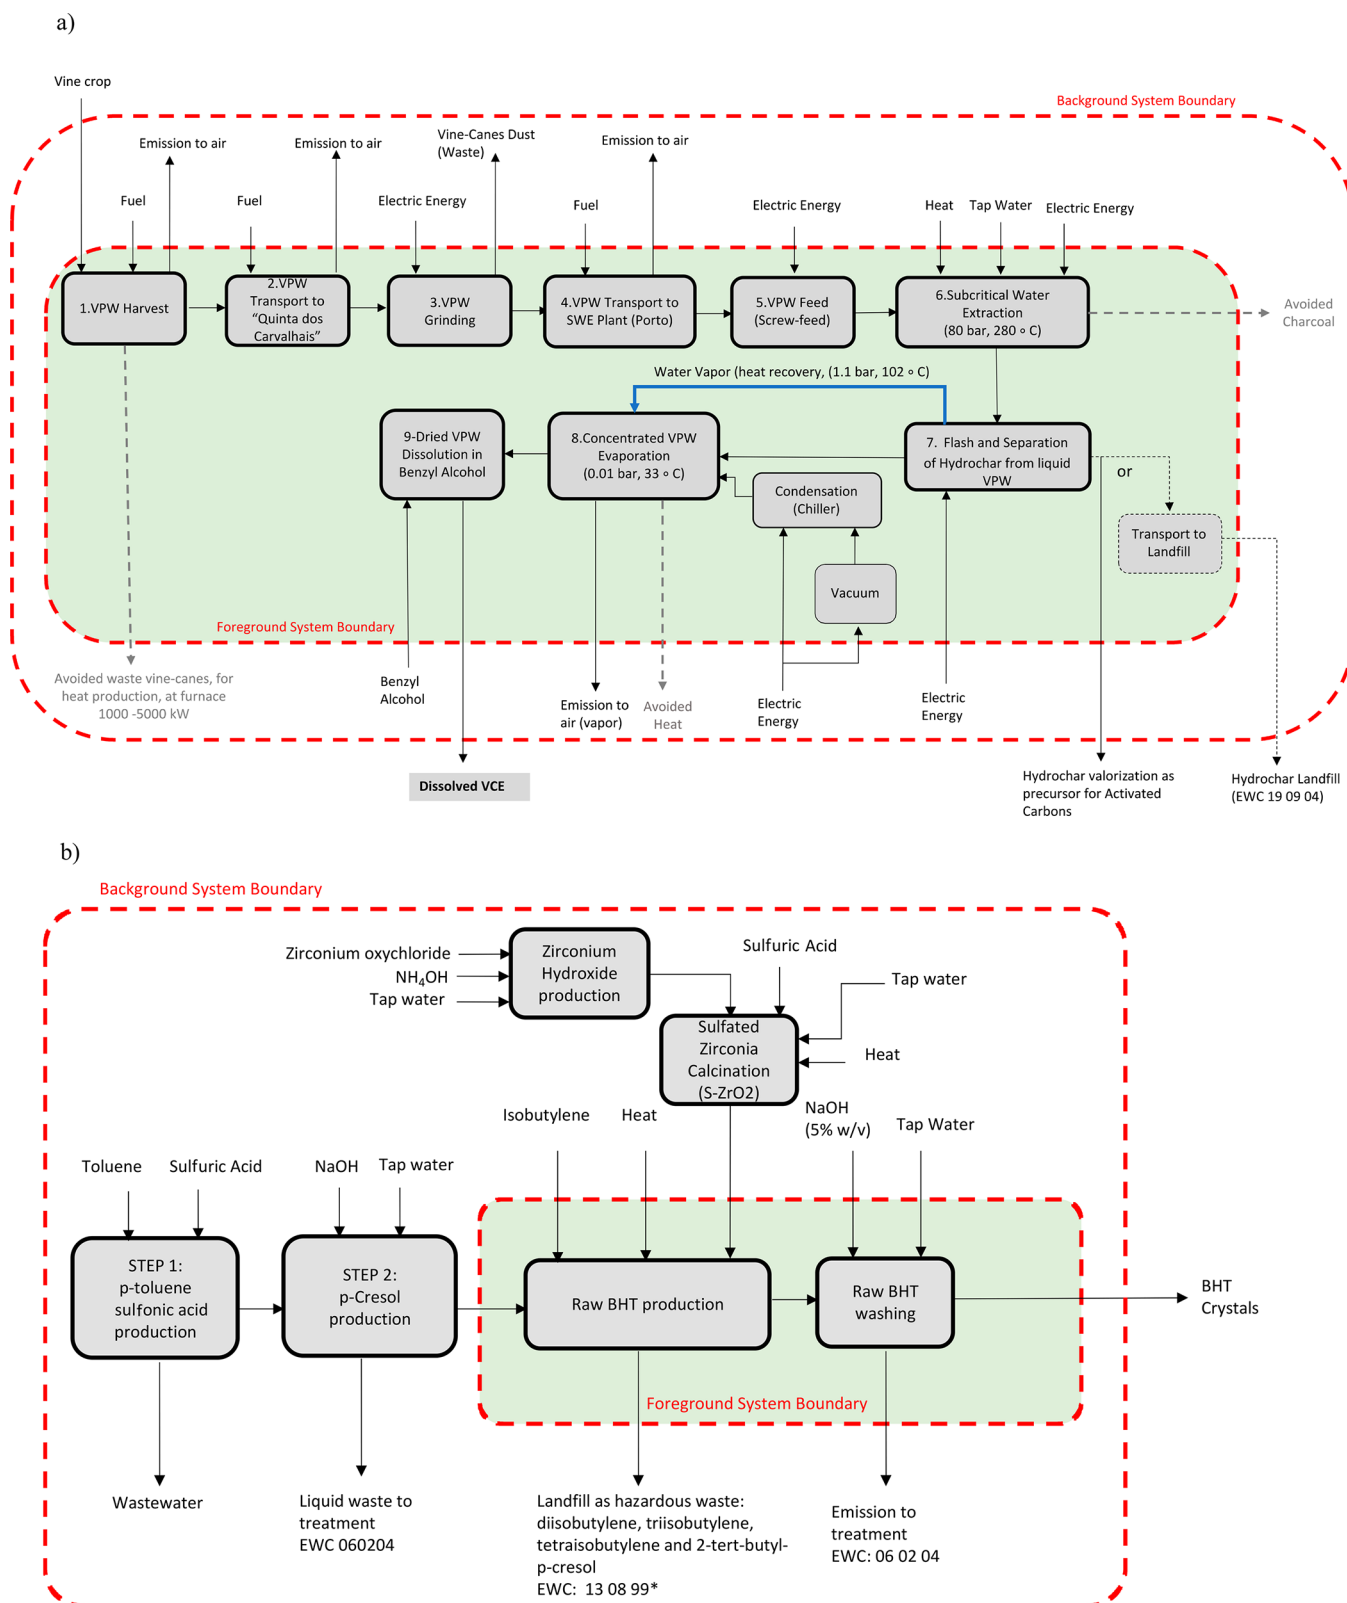 a)
Vine crop
Background System Boundary
Emission to air
Emission to air
Vine-Canes Dust
(Waste)
Emission to air
Fuel
Fuel
Electric Energy
Fuel
Electric Energy
Heat
Tap Water
Electric Energy
1.VPW Harvest
2.VPW
Transport to
“Quinta dos
Carvalhais”
3.VPW
Grinding
4.VPW Transport to
SWE Plant (Porto)
5.VPW Feed
(Screw-feed)
6.Subcritical Water
Extraction
(80 bar, 280 ∘ C)
Avoided
Charcoal
Water Vapor (heat recovery, (1.1 bar, 102 ∘ C)
9-Dried VPW
Dissolution in
Benzyl Alcohol
8.Concentrated VPW
Evaporation
(0.01 bar, 33 ∘ C)
7. Flash and Separation
of Hydrochar from liquid
VPW
or
Condensation
(Chiller)
Transport to
Landfill
Vacuum
Foreground System Boundary
Avoided waste vine-canes, for
heat production, at furnace
1000 -5000 kW
Benzyl
Alcohol
Emission to
air (vapor)
Avoided
Heat
Electric
Energy
Electric
Energy
Dissolved VCE
Hydrochar valorization as
precursor for Activated
Carbons
Hydrochar Landfill
(EWC 19 09 04)
b)
Background System Boundary
Zirconium oxychloride
NH4OH
Tap water
Zirconium
Hydroxide
production
Sulfuric Acid
Tap water
Sulfated
Zirconia
Calcination
(S-ZrO2)
Heat
Isobutylene
Heat
NaOH
(5% w/v)
Tap Water
Toluene
Sulfuric Acid
NaOH
Tap water
STEP 1:
p-toluene
sulfonic acid
production
STEP 2:
p-Cresol
production
Raw BHT production
Raw BHT
washing
BHT
Crystals
Foreground System Boundary
Wastewater
Liquid waste to
treatment
EWC 060204
Landfill as hazardous waste:
diisobutylene, triisobutylene,
tetraisobutylene and 2-tert-butyl-
p-cresol
EWC: 13 08 99*
Emission to
treatment
EWC: 06 02 04